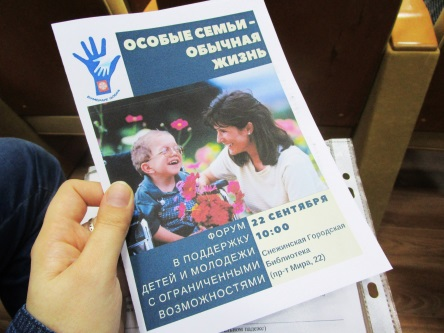 ОСОБЫЕ СЕМЬИ –
ОБЫЧНАЯ
ЖИЗНЬ
ФОРУМ
В ПОДДЕРЖКУ
ДЕТЕЙ И МОЛОДЕЖИ
С ОГРАНИЧЕННЫМИ
ВОЗМОЖНОСТЯМИ
22 СЕНТЯБРЯ
10:00
Снежинская Городская
Библиотека
(пр-т Мира, 22)